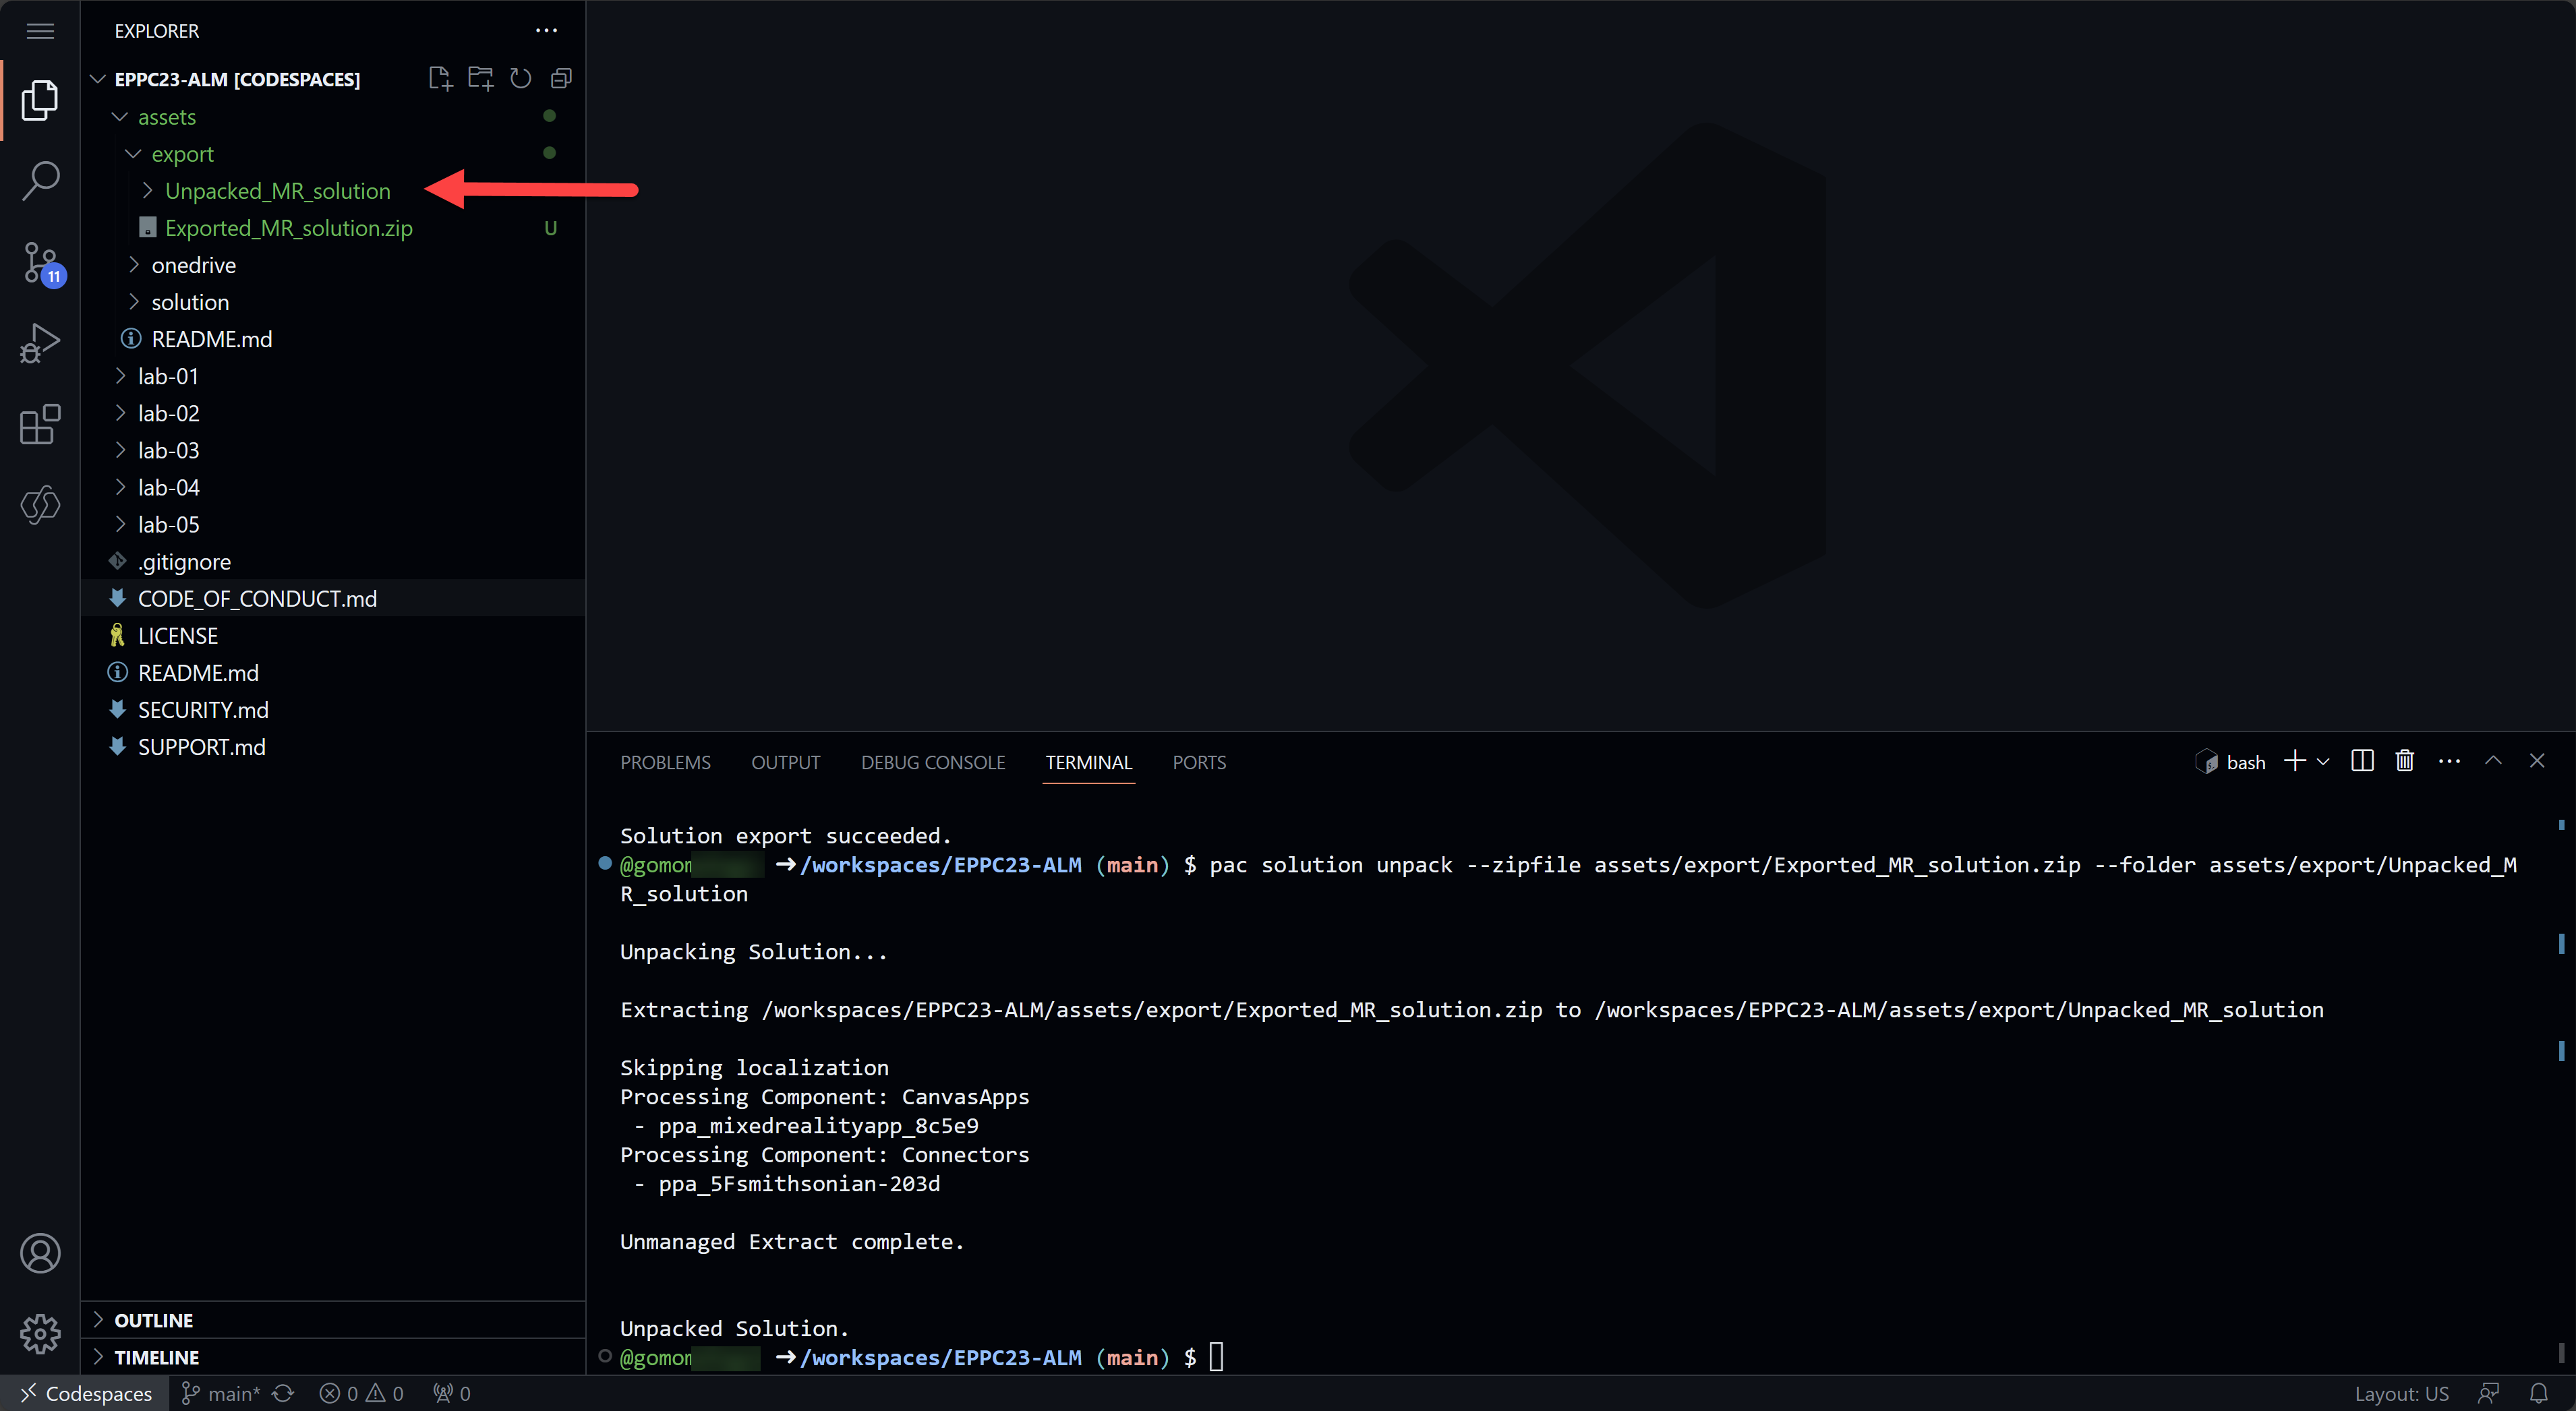 EXPLORER
EPPC23-ALM [CODESPACES]
assets
export
Unpacked_MR_solution
Exported_MR_solution.zip U
onedrive
solution
README.md
lab-01
lab-02
lab-03
lab-04
lab-05
.gitignore
CODE_OF_CONDUCT.md
LICENSE
README.md
SECURITY.md
SUPPORT.md
11
OUTLINE
TIMELINE
PROBLEMS OUTPUT DEBUG CONSOLE TERMINAL PORTS
bash
Solution export succeeded.
@gomom ➜ /workspaces/EPPC23-ALM (main) $ pac solution unpack --zipfile assets/export/Exported_MR_solution.zip --folder assets/export/Unpacked_M
R_solution
Unpacking Solution...
Extracting /workspaces/EPPC23-ALM/assets/export/Exported_MR_solution.zip to /workspaces/EPPC23-ALM/assets/export/Unpacked_MR_solution
Skipping localization
Processing Component: CanvasApps
- ppa_mixedrealityapp_8c5e9
Processing Component: Connectors
- ppa_5Fsmithsonian-203d
Unmanaged Extract complete.
Unpacked Solution.
@gomom ➜ /workspaces/EPPC23-ALM (main) $
Codespaces main* 0 0 0 Layout: US